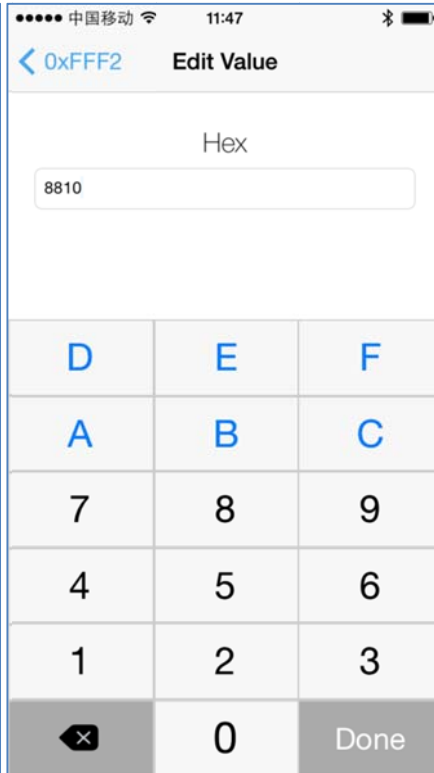 中国移动 11:47
0xFFF2 Edit Value
Hex
8810
D E F
A B C
7 8 9
4 5 6
1 2 3
0 Done